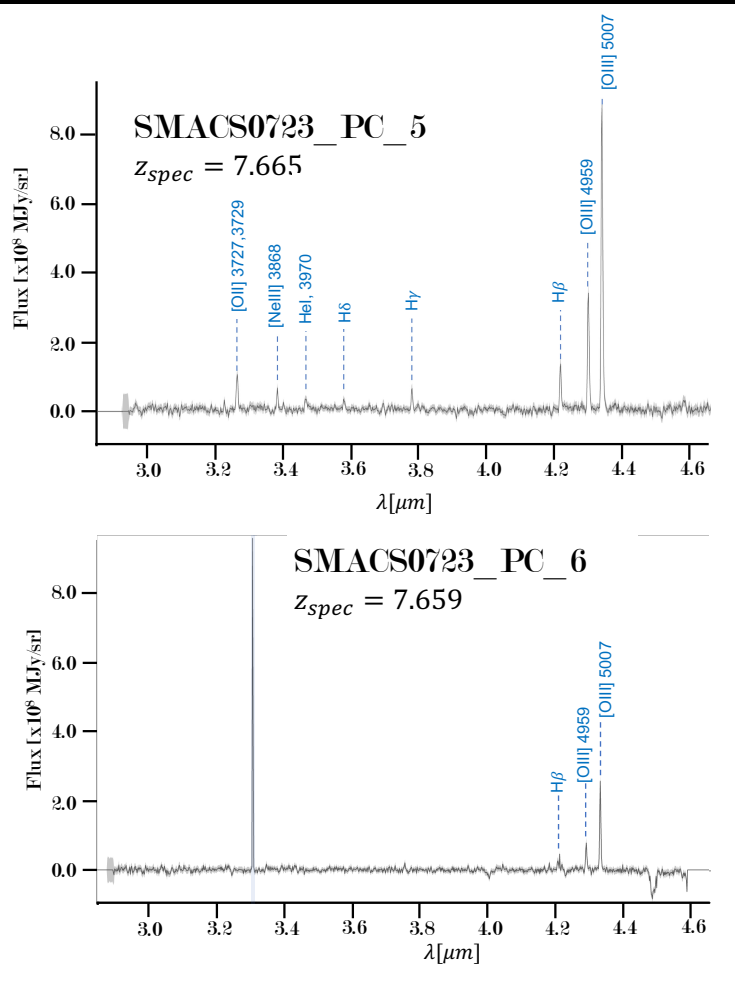 [OIII] 5007
SMACS0723_PC_5
z_spec = 7.665
[OII] 3727,3729
[NeIII] 3868
HeI, 3970
Hδ
Hγ
Hβ
[OIII] 4959
Flux [x10⁸ MJy/sr]
8.0
6.0
4.0
2.0
0.0
3.0 3.2 3.4 3.6 3.8 4.0 4.2 4.4 4.6
λ[μm]
SMACS0723_PC_6
z_spec = 7.659
Hβ
[OIII] 4959
[OIII] 5007
Flux [x10⁸ MJy/sr]
8.0
6.0
4.0
2.0
0.0
3.0 3.2 3.4 3.6 3.8 4.0 4.2 4.4 4.6
λ[μm]